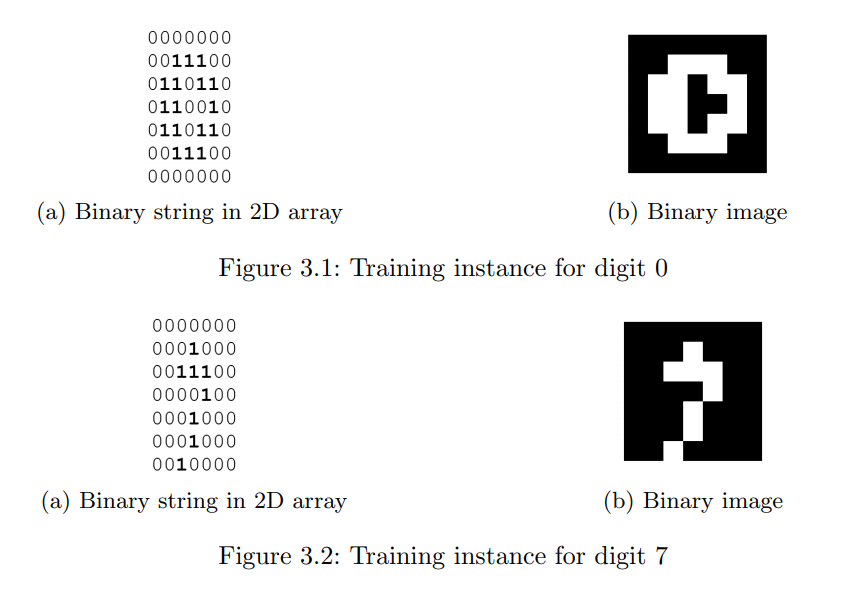 0000000
0011100
0110110
0110010
0110110
0011100
0000000
(a) Binary string in 2D array
(b) Binary image
Figure 3.1: Training instance for digit 0
0000000
0001000
0011100
0000100
0001000
0001000
0010000
(a) Binary string in 2D array
(b) Binary image
Figure 3.2: Training instance for digit 7